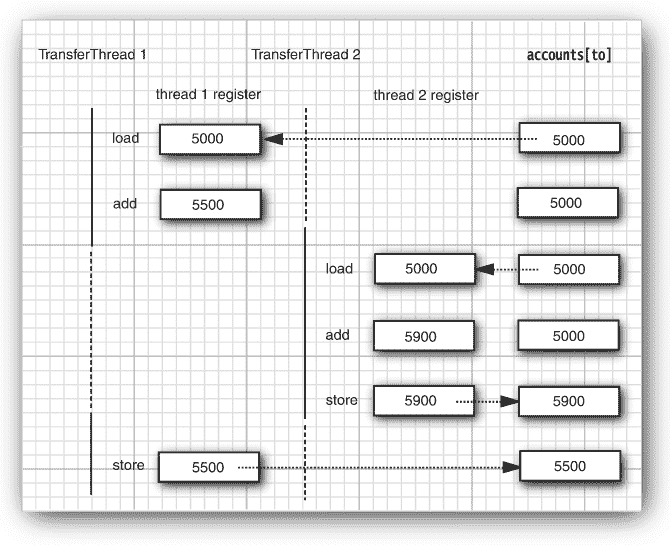 TransferThread 1 TransferThread 2 accounts[to]
thread 1 register thread 2 register
load 5000 5000
add 5500 5000
load 5000 5000
add 5900 5000
store 5900 5900
store 5500 5500